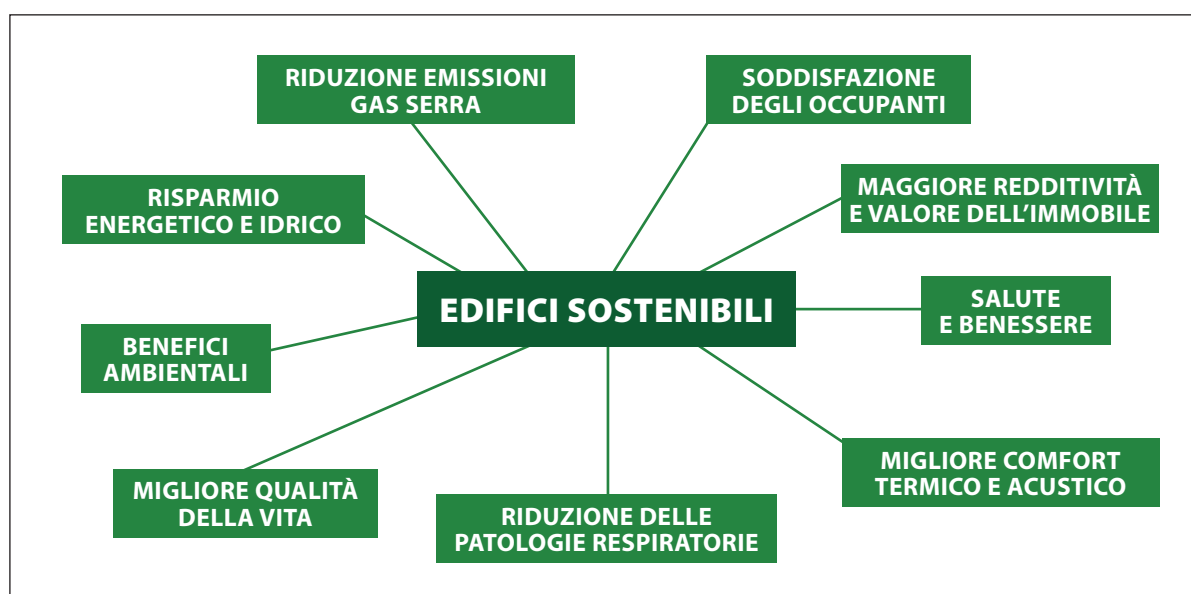 RIDUZIONE EMISSIONI
GAS SERRA
SODDISFAZIONE
DEGLI OCCUPANTI
RISPARMIO
ENERGETICO E IDRICO
MAGGIORE REDDITIVITÀ
E VALORE DELL’IMMOBILE
EDIFICI SOSTENIBILI
SALUTE
E BENESSERE
BENEFICI
AMBIENTALI
MIGLIORE COMFORT
TERMICO E ACUSTICO
MIGLIORE QUALITÀ
DELLA VITA
RIDUZIONE DELLE
PATOLOGIE RESPIRATORIE